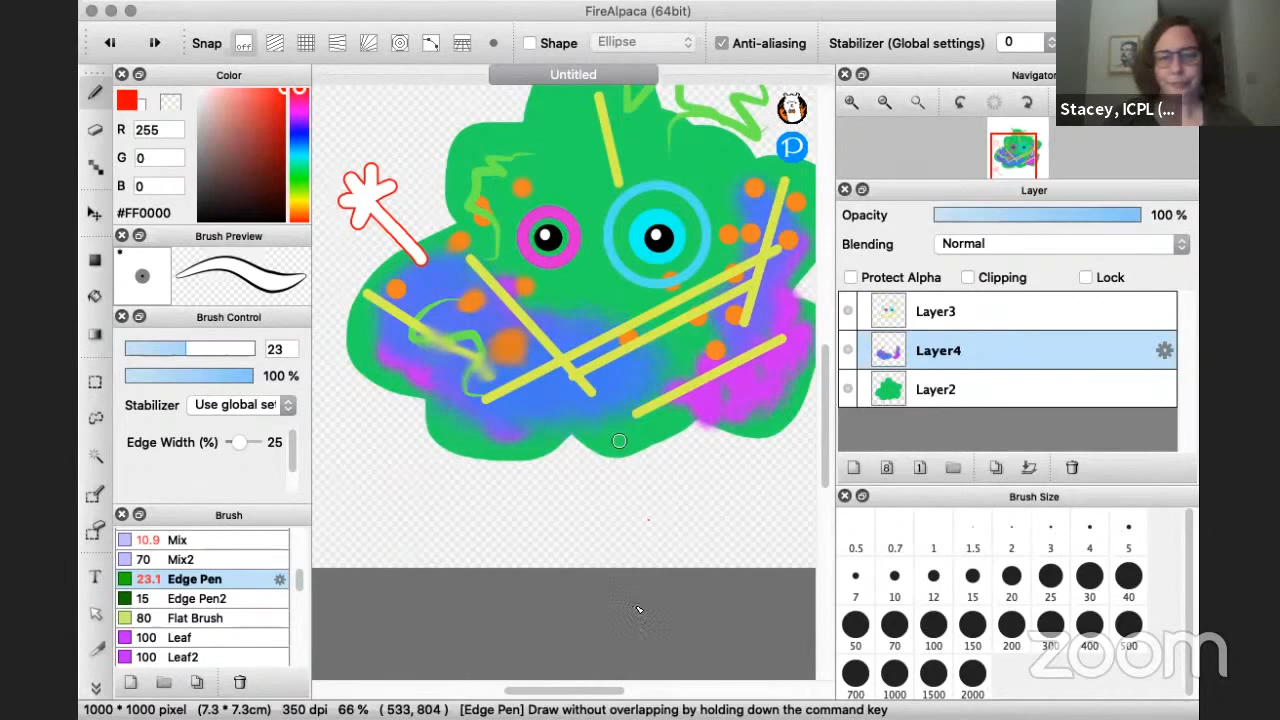 FireAlpaca (64bit)
Snap
off
Shape
Ellipse
Anti-aliasing
Stabilizer (Global settings)
0
Stacey, ICPL (...
Color
R 255
G 0
B 0
#FF0000
Brush Preview
Brush Control
23
100 %
Stabilizer
Use global set
Edge Width (%)
25
Brush
10.9 Mix
70 Mix2
23.1 Edge Pen
15 Edge Pen2
80 Flat Brush
100 Leaf
100 Leaf2
Untitled
P
Navigator
Layer
Opacity
100 %
Blending
Normal
Protect Alpha
Clipping
Lock
Layer3
Layer4
Layer2
8
1
Brush Size
0.5 0.7 1 1.5 2 3 4 5
7 10 12 15 20 25 30 40
50 70 100 150 200 300 400 500
700 1000 1500 2000
zoom
1000 * 1000 pixel (7.3 * 7.3cm) 350 dpi 66 % ( 533, 804 ) [Edge Pen] Draw without overlapping by holding down the command key